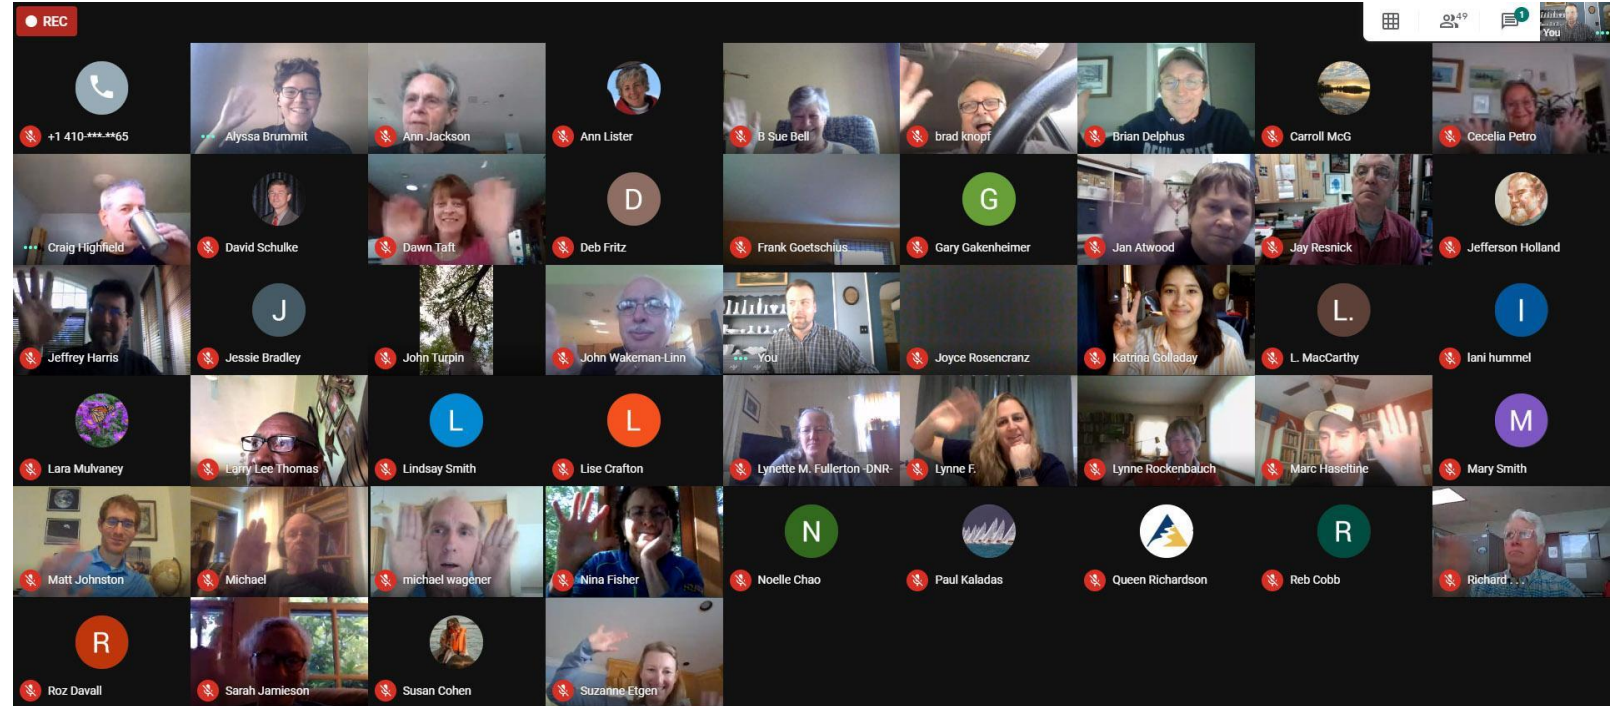 REC
49
1
You
+1 410-***-**65
Alyssa Brummit
Ann Jackson
Ann Lister
B Sue Bell
brad knopf
Brian Delphus
PENN STATE
Carroll McG
Cecelia Petro
Craig Highfield
David Schulke
Dawn Taft
D
Deb Fritz
Frank Goetschius
G
Gary Gakenheimer
Jan Atwood
Jay Resnick
Jefferson Holland
Jeffrey Harris
J
Jessie Bradley
John Turpin
John Wakeman-Linn
You
Joyce Rosencranz
Katrina Golladay
L.
L. MacCarthy
I
lani hummel
Lara Mulvaney
Larry Lee Thomas
L
Lindsay Smith
L
Lise Crafton
Lynette M. Fullerton -DNR-
Lynne F.
Lynne Rockenbauch
Marc Haseltine
M
Mary Smith
Matt Johnston
Michael
michael wagener
Nina Fisher
N
Noelle Chao
Paul Kaladas
Queen Richardson
R
Reb Cobb
Richard . . .
R
Roz Davall
Sarah Jamieson
Susan Cohen
Suzanne Etgen